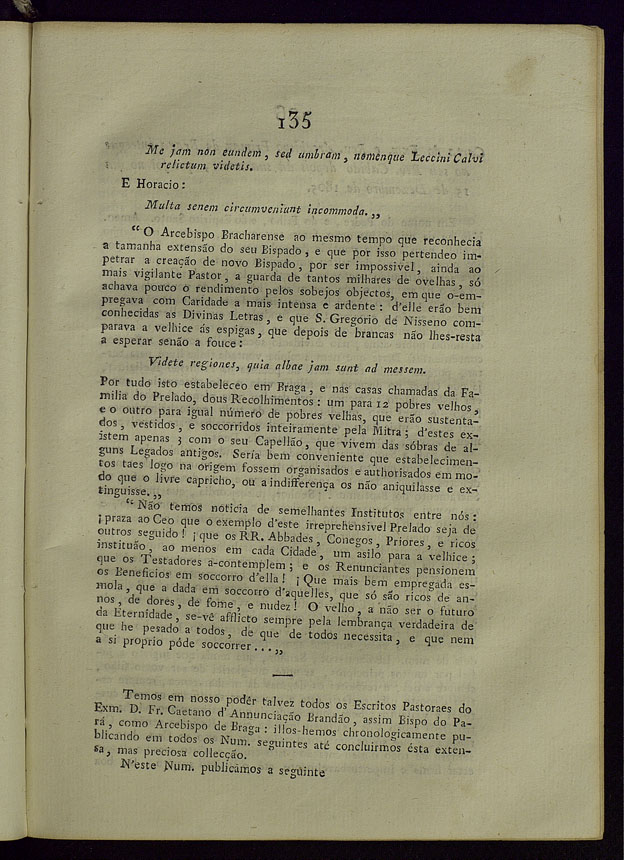 135
Me jam non eundem, sed umbram, nomenque Leccini Calvi
relictum videtis.
E Horacio:
Multa senem circumveniunt incommoda.,,
“O Arcebispo Bracharense ao mesmo tempo que reconhecia
a tamanha extensão do seu Bispado, e que por isso pertendeo im-
petrar a creação de novo Bispado, por ser impossivel, ainda ao
mais vigilante Pastor, a guarda de tantos milhares de ovelhas, só
achava pouco o rendimento pelos sobejos objectos, em que o-em-
pregava com Caridade a mais intensa e ardente: d'elle erão bem
conhecidas as Divinas Letras, e que S. Gregorio de Nisseno com-
parava a velhice ás espigas, que depois de brancas não lhes-resta
a esperar senão a fouce:
Videte regiones, quia albae jam sunt ad messem.
Por tudo isto estabeleceo em Braga, e nas casas chamadas da Fa-
milia do Prelado, dous Recolhimentos: um para 12 pobres velhos,
e o outro para igual número de pobres velhas, que erão sustenta-
dos, vestidos, e soccorridos inteiramente pela Mitra; d'estes ex-
istem apenas 3 com o seu Capellão, que vivem das sóbras de al-
guns Legados antigos. Sería bem conveniente que estabelecimen-
tos taes logo na origem fossem organisados e authorisados em mo-
do que o livre capricho, ou a indifferença os não aniquilasse e ex-
tinguisse.,,
“Não temos noticia de semelhantes Institutos entre nós:
¡praza ao Ceo que o exemplo d'este irreprehensivel Prelado seja de
outros seguido! ¡que os RR. Abbades, Conegos, Priores, e ricos
instituão, ao menos em cada Cidade, um asilo para a velhice;
que os Testadores a-contemplem; e os Renunciantes pensionem
os Beneficios em soccorro d'ella! ¡Que mais bem empregada es-
mola, que a dada em soccorro d'aquelles, que só são ricos de an-
nos, de dores, de fome, e nudez! O velho, a não ser o futuro
da Eternidade, se-vê afflicto sempre pela lembrança verdadeira de
que he pesado a todos, de que de todos necessita, e que nem
a si proprio póde soccorrer...,,
Temos em nosso podêr talvez todos os Escritos Pastoraes do
Exm. D. Fr. Caetano d'Annunciação Brandão, assim Bispo do Pa-
rá, como Arcebispo de Braga: illos-hemos chronologicamente pu-
blicando em todos os Num. seguintes até concluirmos ésta exten-
sa, mas preciosa collecção.
N'este Num. publicâmos a seguinte